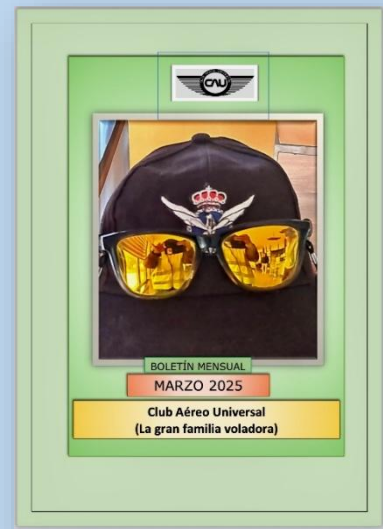 CAU
BOLETÍN MENSUAL
MARZO 2025
Club Aéreo Universal
(La gran familia voladora)